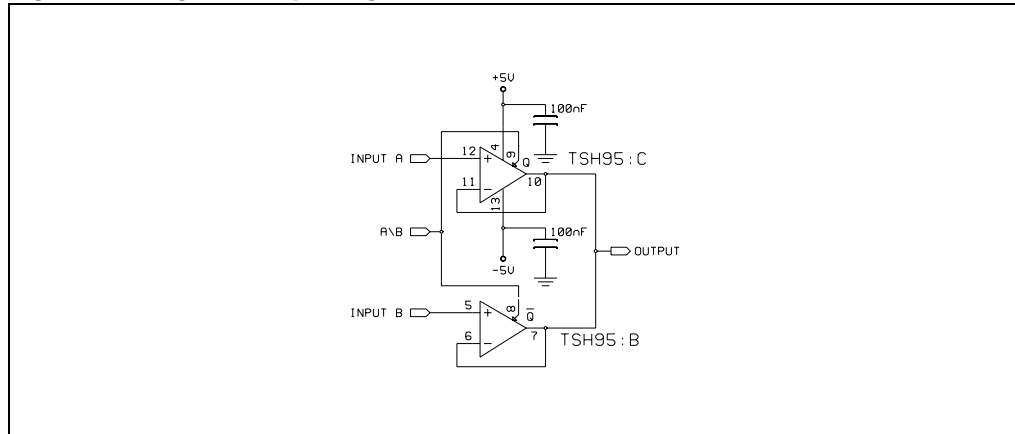 +5V
100nF
4
9
12
+
INPUT A
Q
TSH95:C
11
−
10
13
A\B
100nF
OUTPUT
-5V
8
5
+
INPUT B
Q̅
6
−
7
TSH95:B